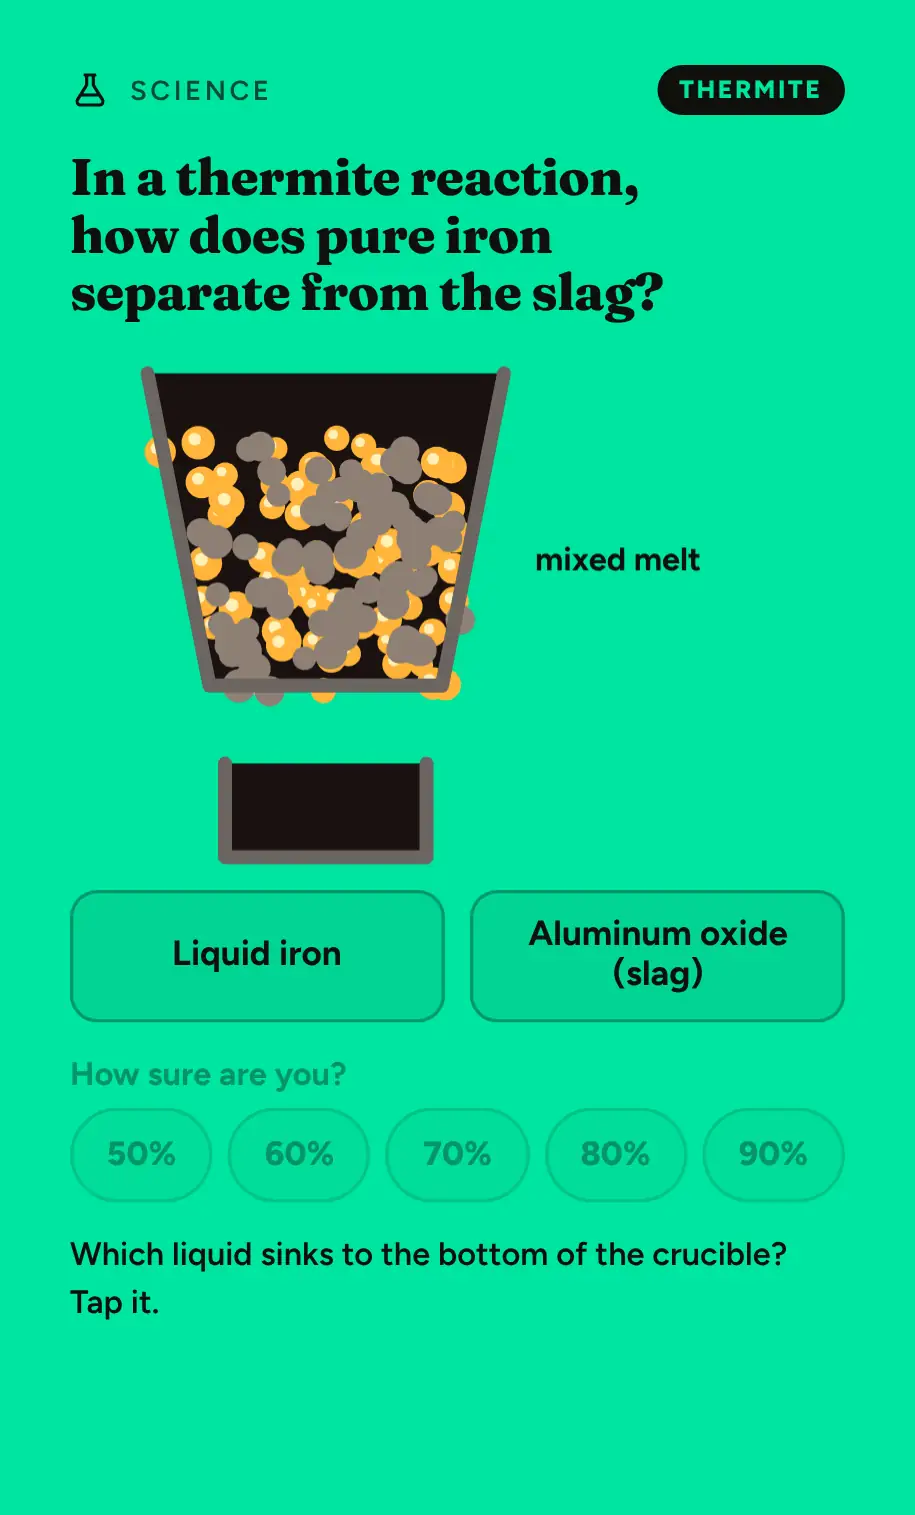 SCIENCE
THERMITE
In a thermite reaction,
how does pure iron
separate from the slag?
mixed melt
Liquid iron
Aluminum oxide
(slag)
How sure are you?
50%
60%
70%
80%
90%
Which liquid sinks to the bottom of the crucible?
Tap it.